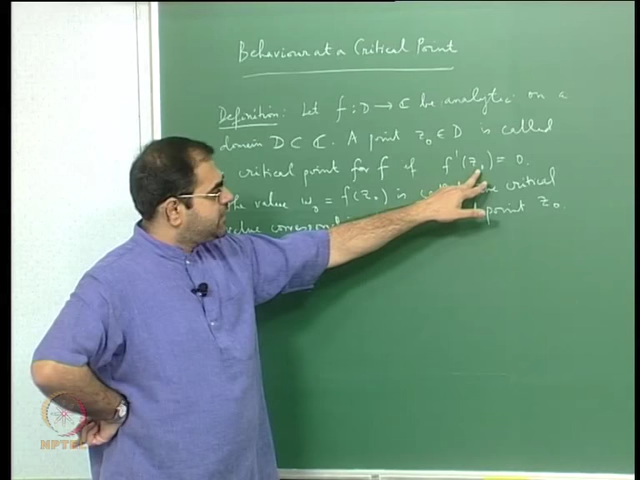 Behaviour at a Critical Point
Definition: Let f : D → ℂ be analytic on a
domain D ⊂ ℂ. A point z₀ ∈ D is called
critical point for f if f'(z₀) = 0.
The value w₀ = f(z₀) is critical
point z₀.
NPTEL